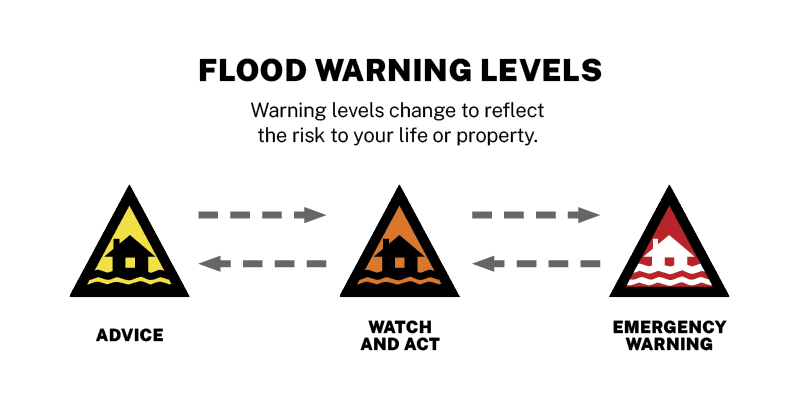 FLOOD WARNING LEVELS
Warning levels change to reflect
the risk to your life or property.
ADVICE
WATCH
AND ACT
EMERGENCY
WARNING